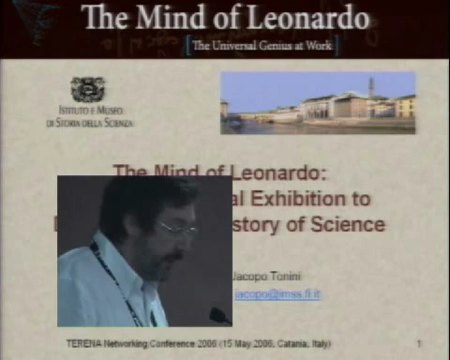 The Mind of Leonardo
[The Universal Genius at Work]
ISTITUTO E MUSEO
DI STORIA DELLA SCIENZA
The Mind of Leonardo:
al Exhibition to
story of Science
Jacopo Tonini
jacopo@imss.fi.it
TERENA Networking Conference 2006 (15 May 2006, Catania, Italy)
1